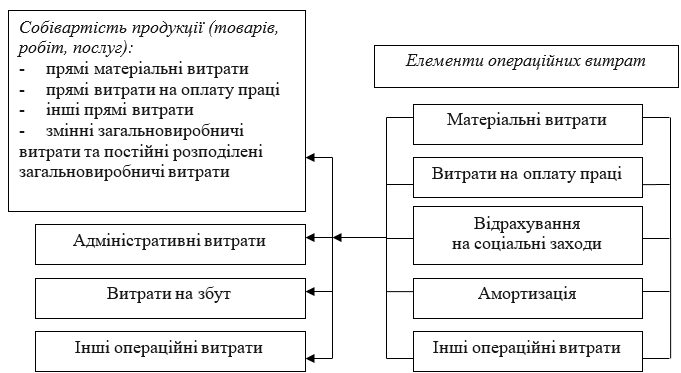 Собівартість продукції (товарів,
робіт, послуг):
- прямі матеріальні витрати
- прямі витрати на оплату праці
- інші прямі витрати
- змінні загальновиробничі
витрати та постійні розподілені
загальновиробничі витрати
Адміністративні витрати
Витрати на збут
Інші операційні витрати
Елементи операційних витрат
Матеріальні витрати
Витрати на оплату праці
Відрахування
на соціальні заходи
Амортизація
Інші операційні витрати